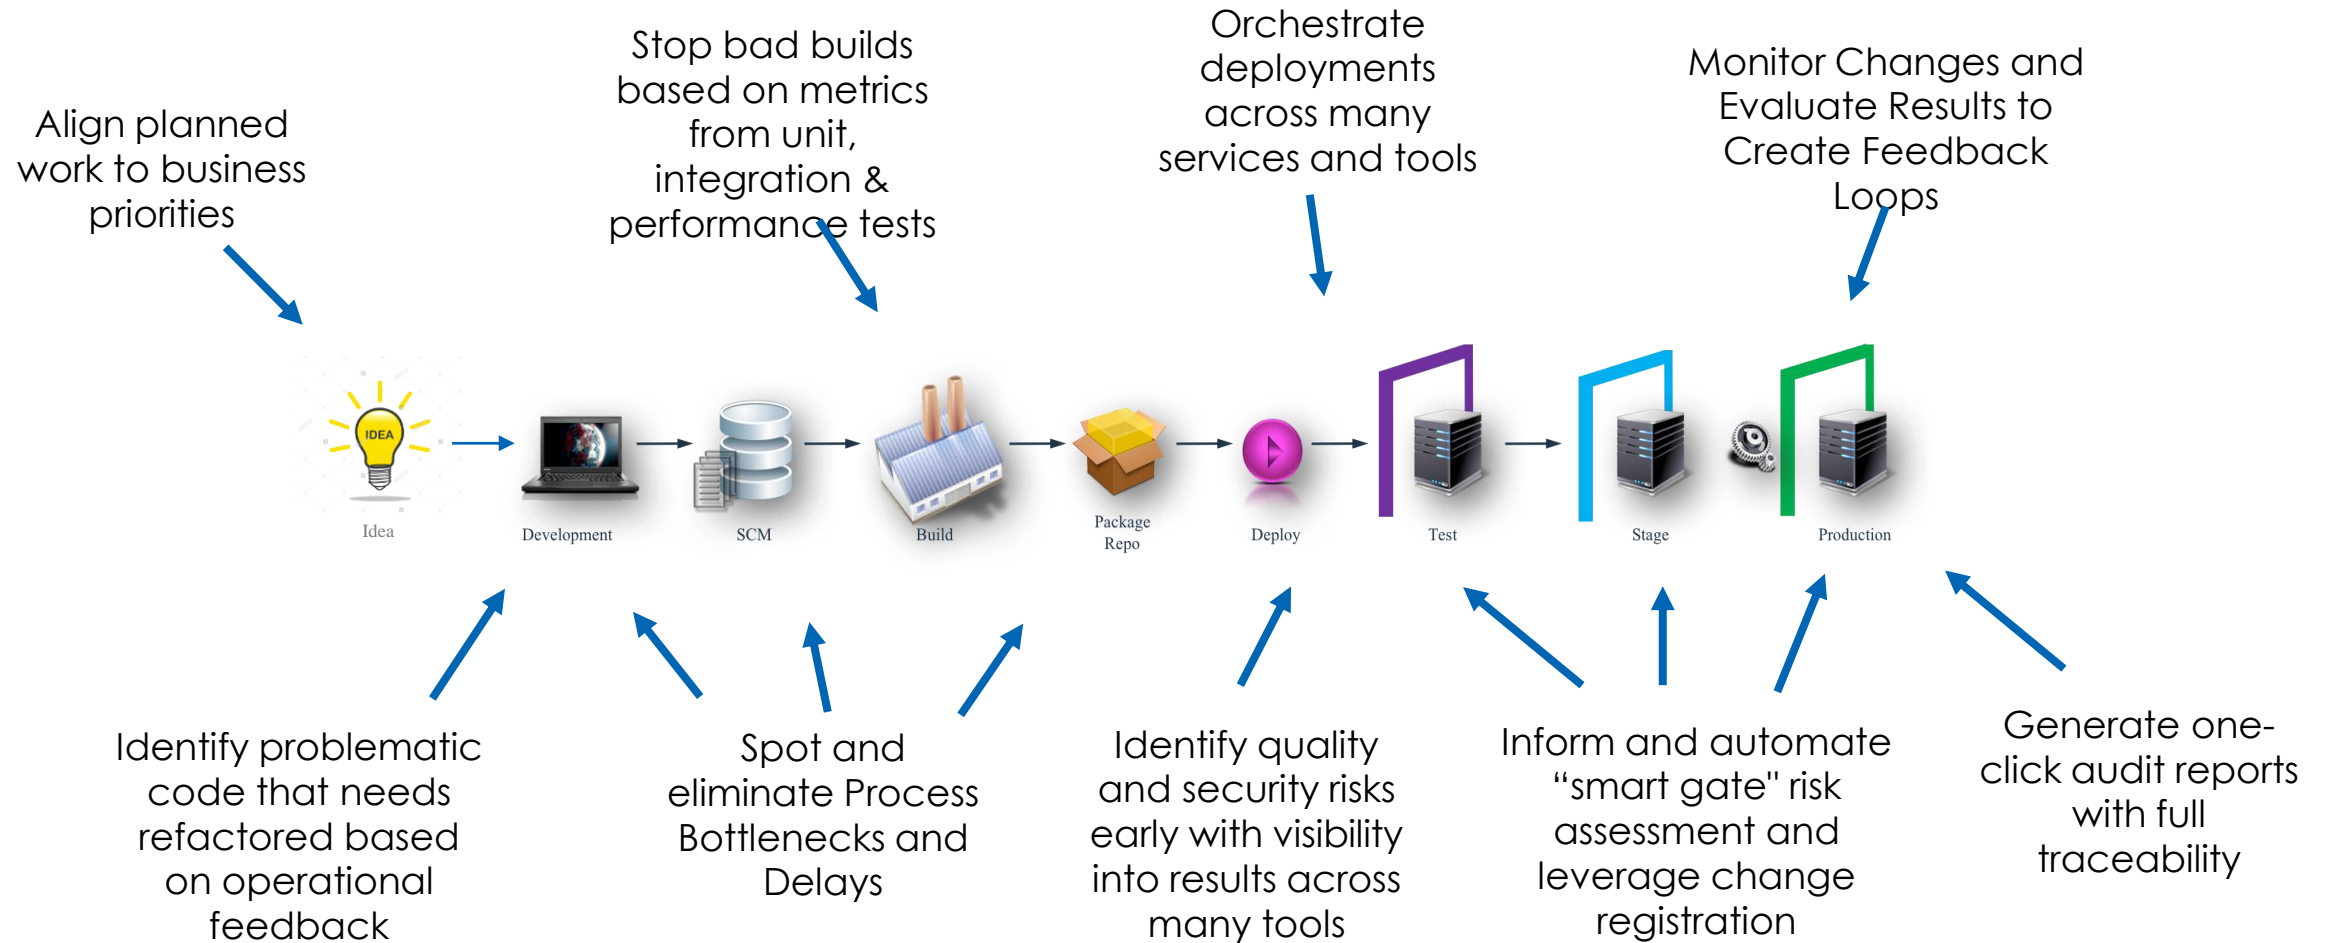 Align planned
work to business
priorities
Stop bad builds
based on metrics
from unit,
integration &
performance tests
Orchestrate
deployments
across many
services and tools
Monitor Changes and
Evaluate Results to
Create Feedback
Loops
IDEA
Idea
Development
SCM
Build
Package
Repo
Deploy
Test
Stage
Production
Identify problematic
code that needs
refactored based
on operational
feedback
Spot and
eliminate Process
Bottlenecks and
Delays
Identify quality
and security risks
early with visibility
into results across
many tools
Inform and automate
“smart gate" risk
assessment and
leverage change
registration
Generate one-
click audit reports
with full
traceability